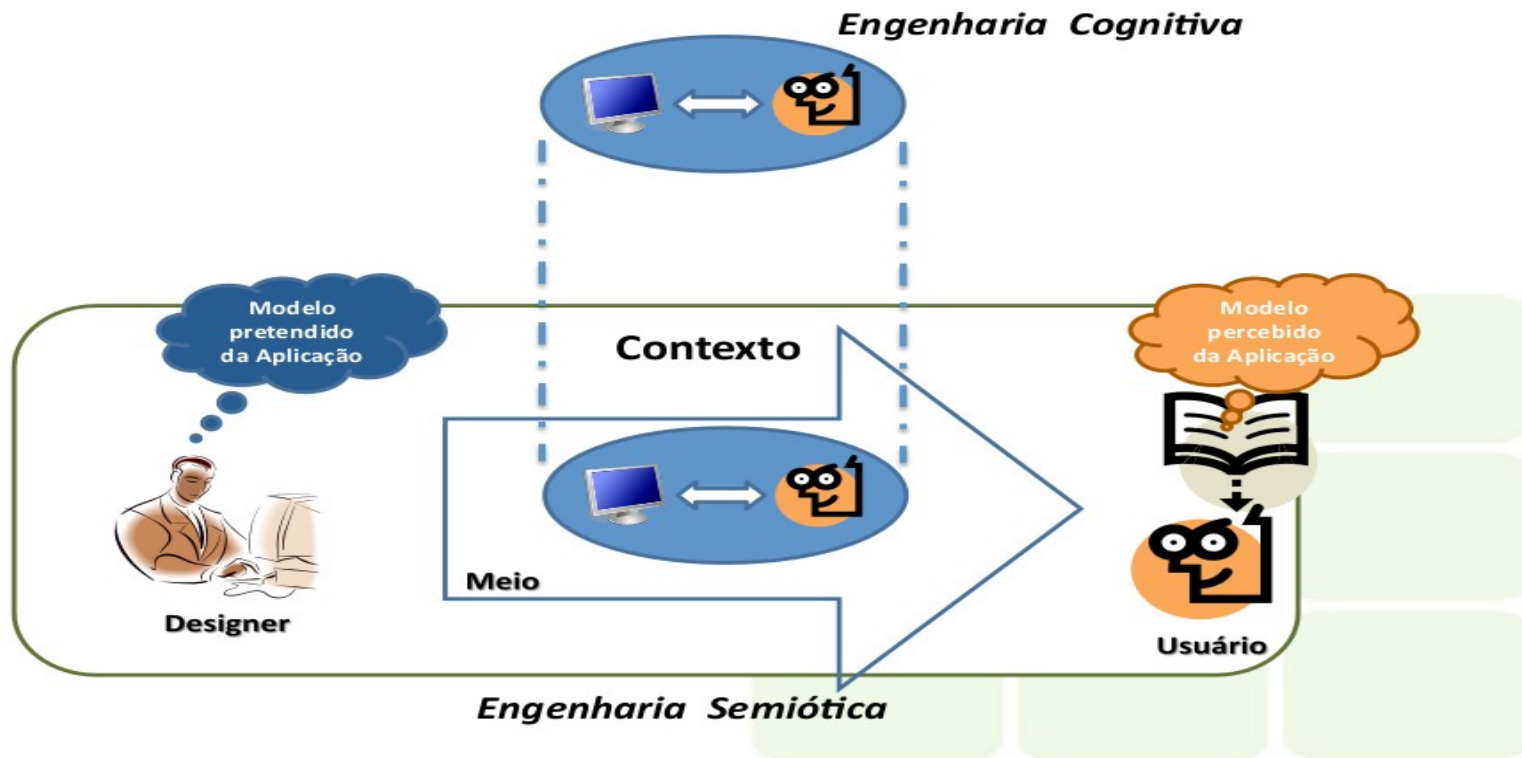 Engenharia Cognitiva
Modelo
pretendido
da Aplicação
Contexto
Modelo
percebido
da Aplicação
Meio
Designer
Usuário
Engenharia Semiótica